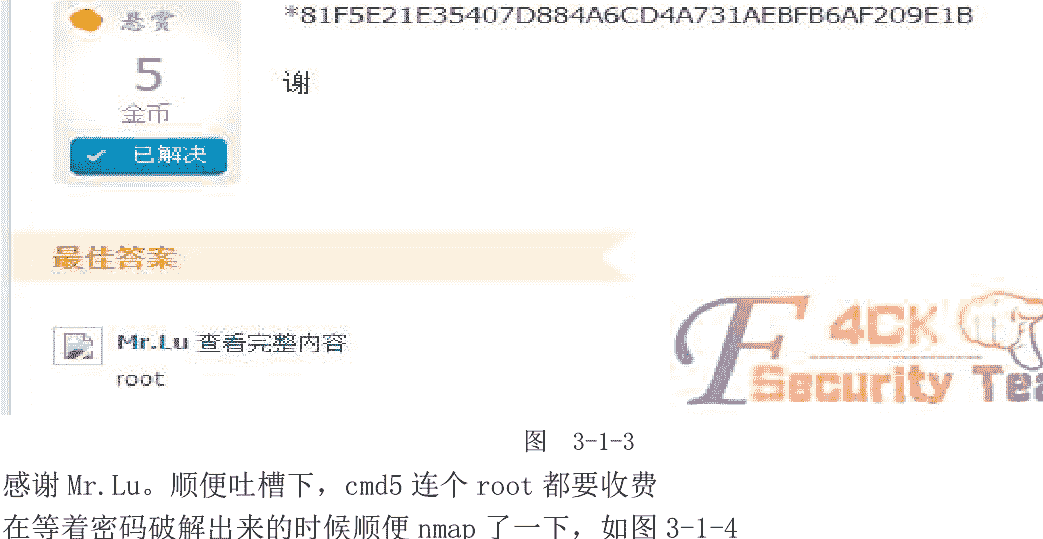 悬赏
*81F5E21E35407D884A6CD4A731AEBFB6AF209E1B
5
金币
谢
已解决
最佳答案
Mr.Lu 查看完整内容
root
F4CK
Security Tea
图 3-1-3
感谢 Mr.Lu。顺便吐槽下，cmd5 连个 root 都要收费
在等着密码破解出来的时候顺便 nmap 了一下，如图 3-1-4